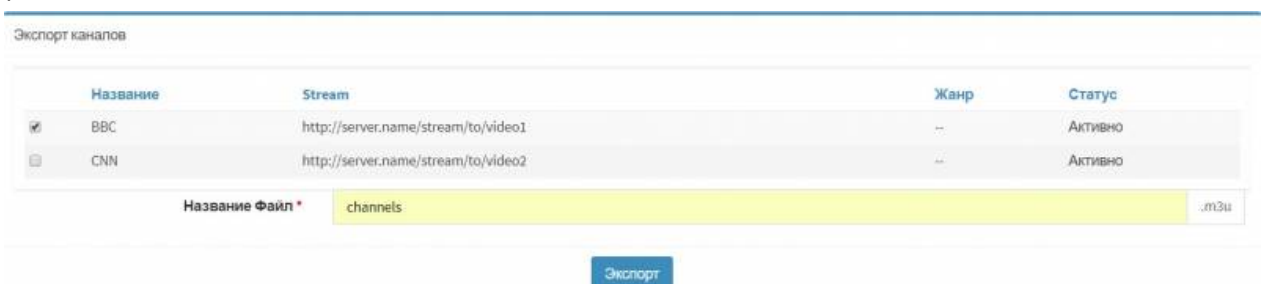 Экспорт каналов
Название Stream Жанр Статус
BBC http://server.name/stream/to/video1 -- Активно
CNN http://server.name/stream/to/video2 -- Активно
Название Файл * channels .m3u
Экспорт